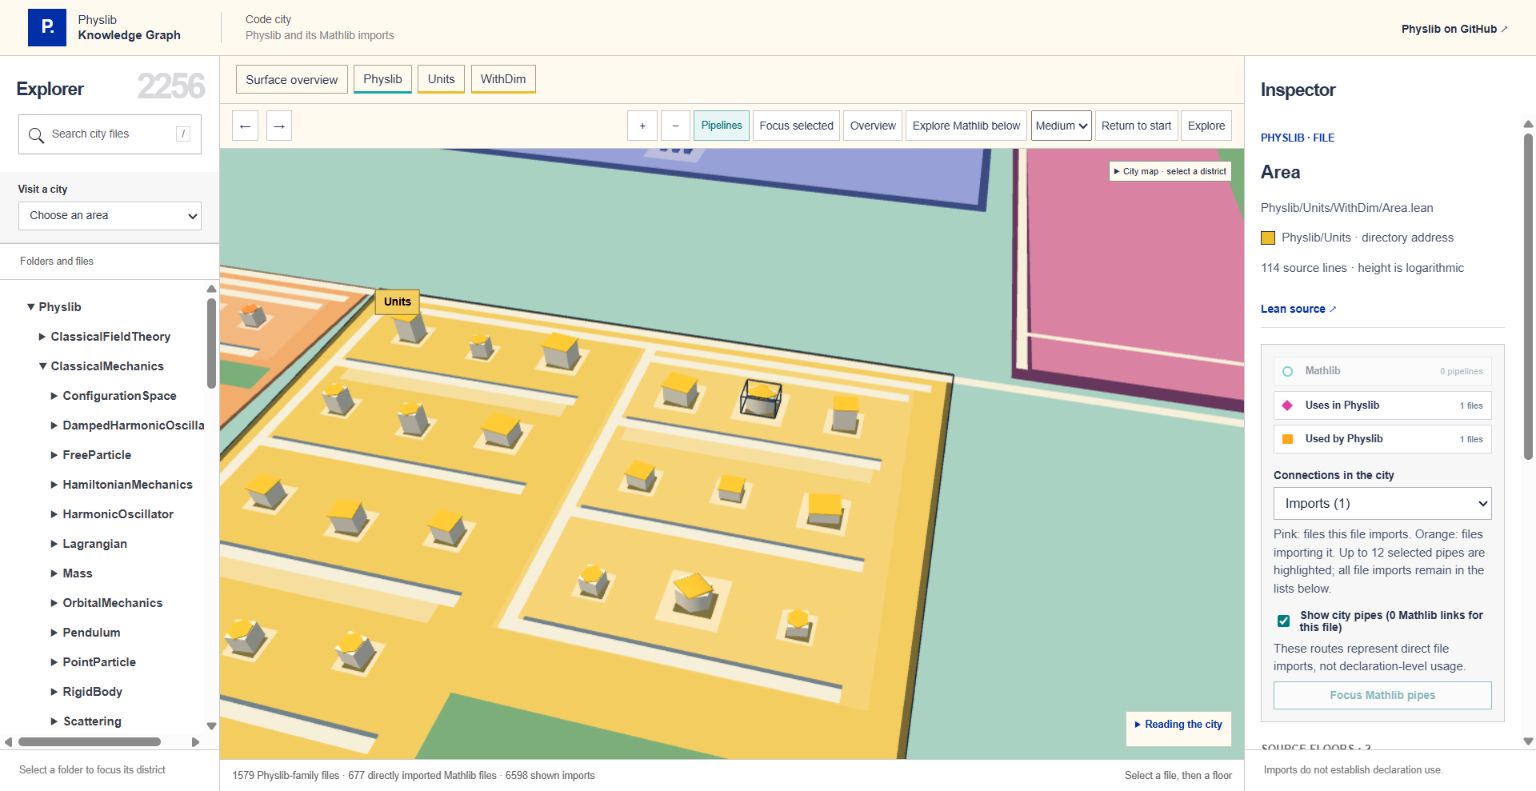 P.
Physlib
Knowledge Graph
Code city
Physlib and its Mathlib imports
Physlib on GitHub ↗
Explorer
2256
Search city files
/
Visit a city
Choose an area
Folders and files
▼ Physlib
▶ ClassicalFieldTheory
▼ ClassicalMechanics
▶ ConfigurationSpace
▶ DampedHarmonicOscilla
▶ FreeParticle
▶ HamiltonianMechanics
▶ HarmonicOscillator
▶ Lagrangian
▶ Mass
▶ OrbitalMechanics
▶ Pendulum
▶ PointParticle
▶ RigidBody
▶ Scattering
Select a folder to focus its district
Surface overview
Physlib
Units
WithDim
← →
+
−
Pipelines
Focus selected
Overview
Explore Mathlib below
Medium
Return to start
Explore
▶ City map · select a district
Units
▶ Reading the city
1579 Physlib-family files · 677 directly imported Mathlib files · 6598 shown imports
Select a file, then a floor
Inspector
PHYSLIB · FILE
Area
Physlib/Units/WithDim/Area.lean
Physlib/Units · directory address
114 source lines · height is logarithmic
Lean source ↗
Mathlib 0 pipelines
Uses in Physlib 1 files
Used by Physlib 1 files
Connections in the city
Imports (1)
Pink: files this file imports. Orange: files
importing it. Up to 12 selected pipes are
highlighted; all file imports remain in the
lists below.
Show city pipes (0 Mathlib links for
this file)
These routes represent direct file
imports, not declaration-level usage.
Focus Mathlib pipes
Imports do not establish declaration use.